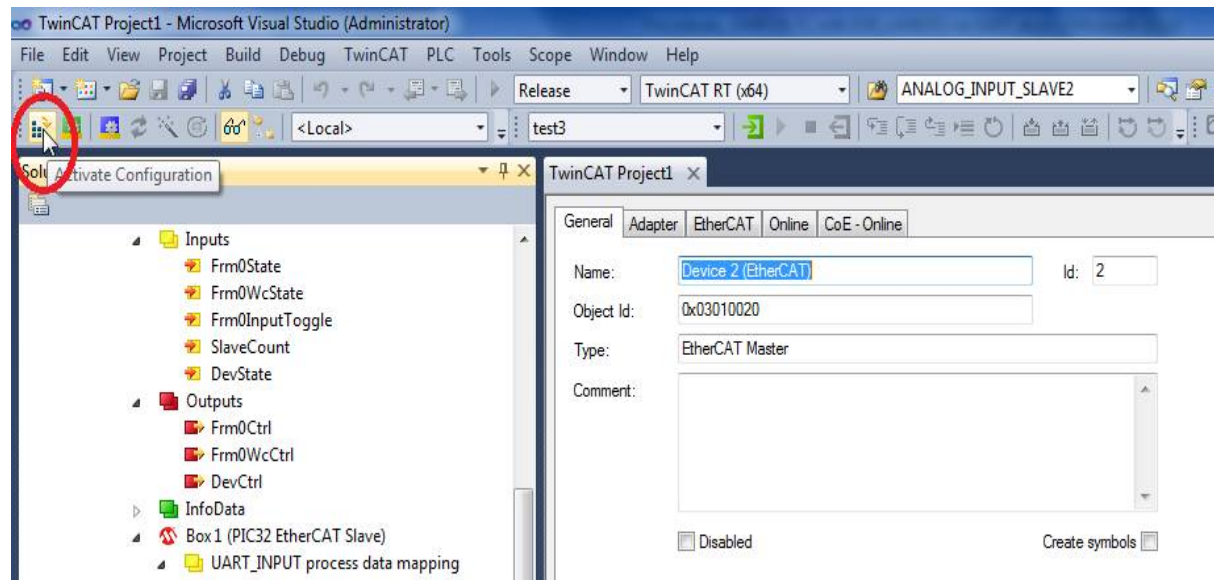 TwinCAT Project1 - Microsoft Visual Studio (Administrator)
File Edit View Project Build Debug TwinCAT PLC Tools Scope Window Help
Release TwinCAT RT (x64) ANALOG_INPUT_SLAVE2
<Local> test3
Activate Configuration
TwinCAT Project1
General Adapter EtherCAT Online CoE - Online
Inputs
Frm0State
Frm0WcState
Frm0InputToggle
SlaveCount
DevState
Outputs
Frm0Ctrl
Frm0WcCtrl
DevCtrl
InfoData
Box 1 (PIC32 EtherCAT Slave)
UART_INPUT process data mapping
Name: Device 2 (EtherCAT) Id: 2
Object Id: 0x03010020
Type: EtherCAT Master
Comment:
Disabled Create symbols